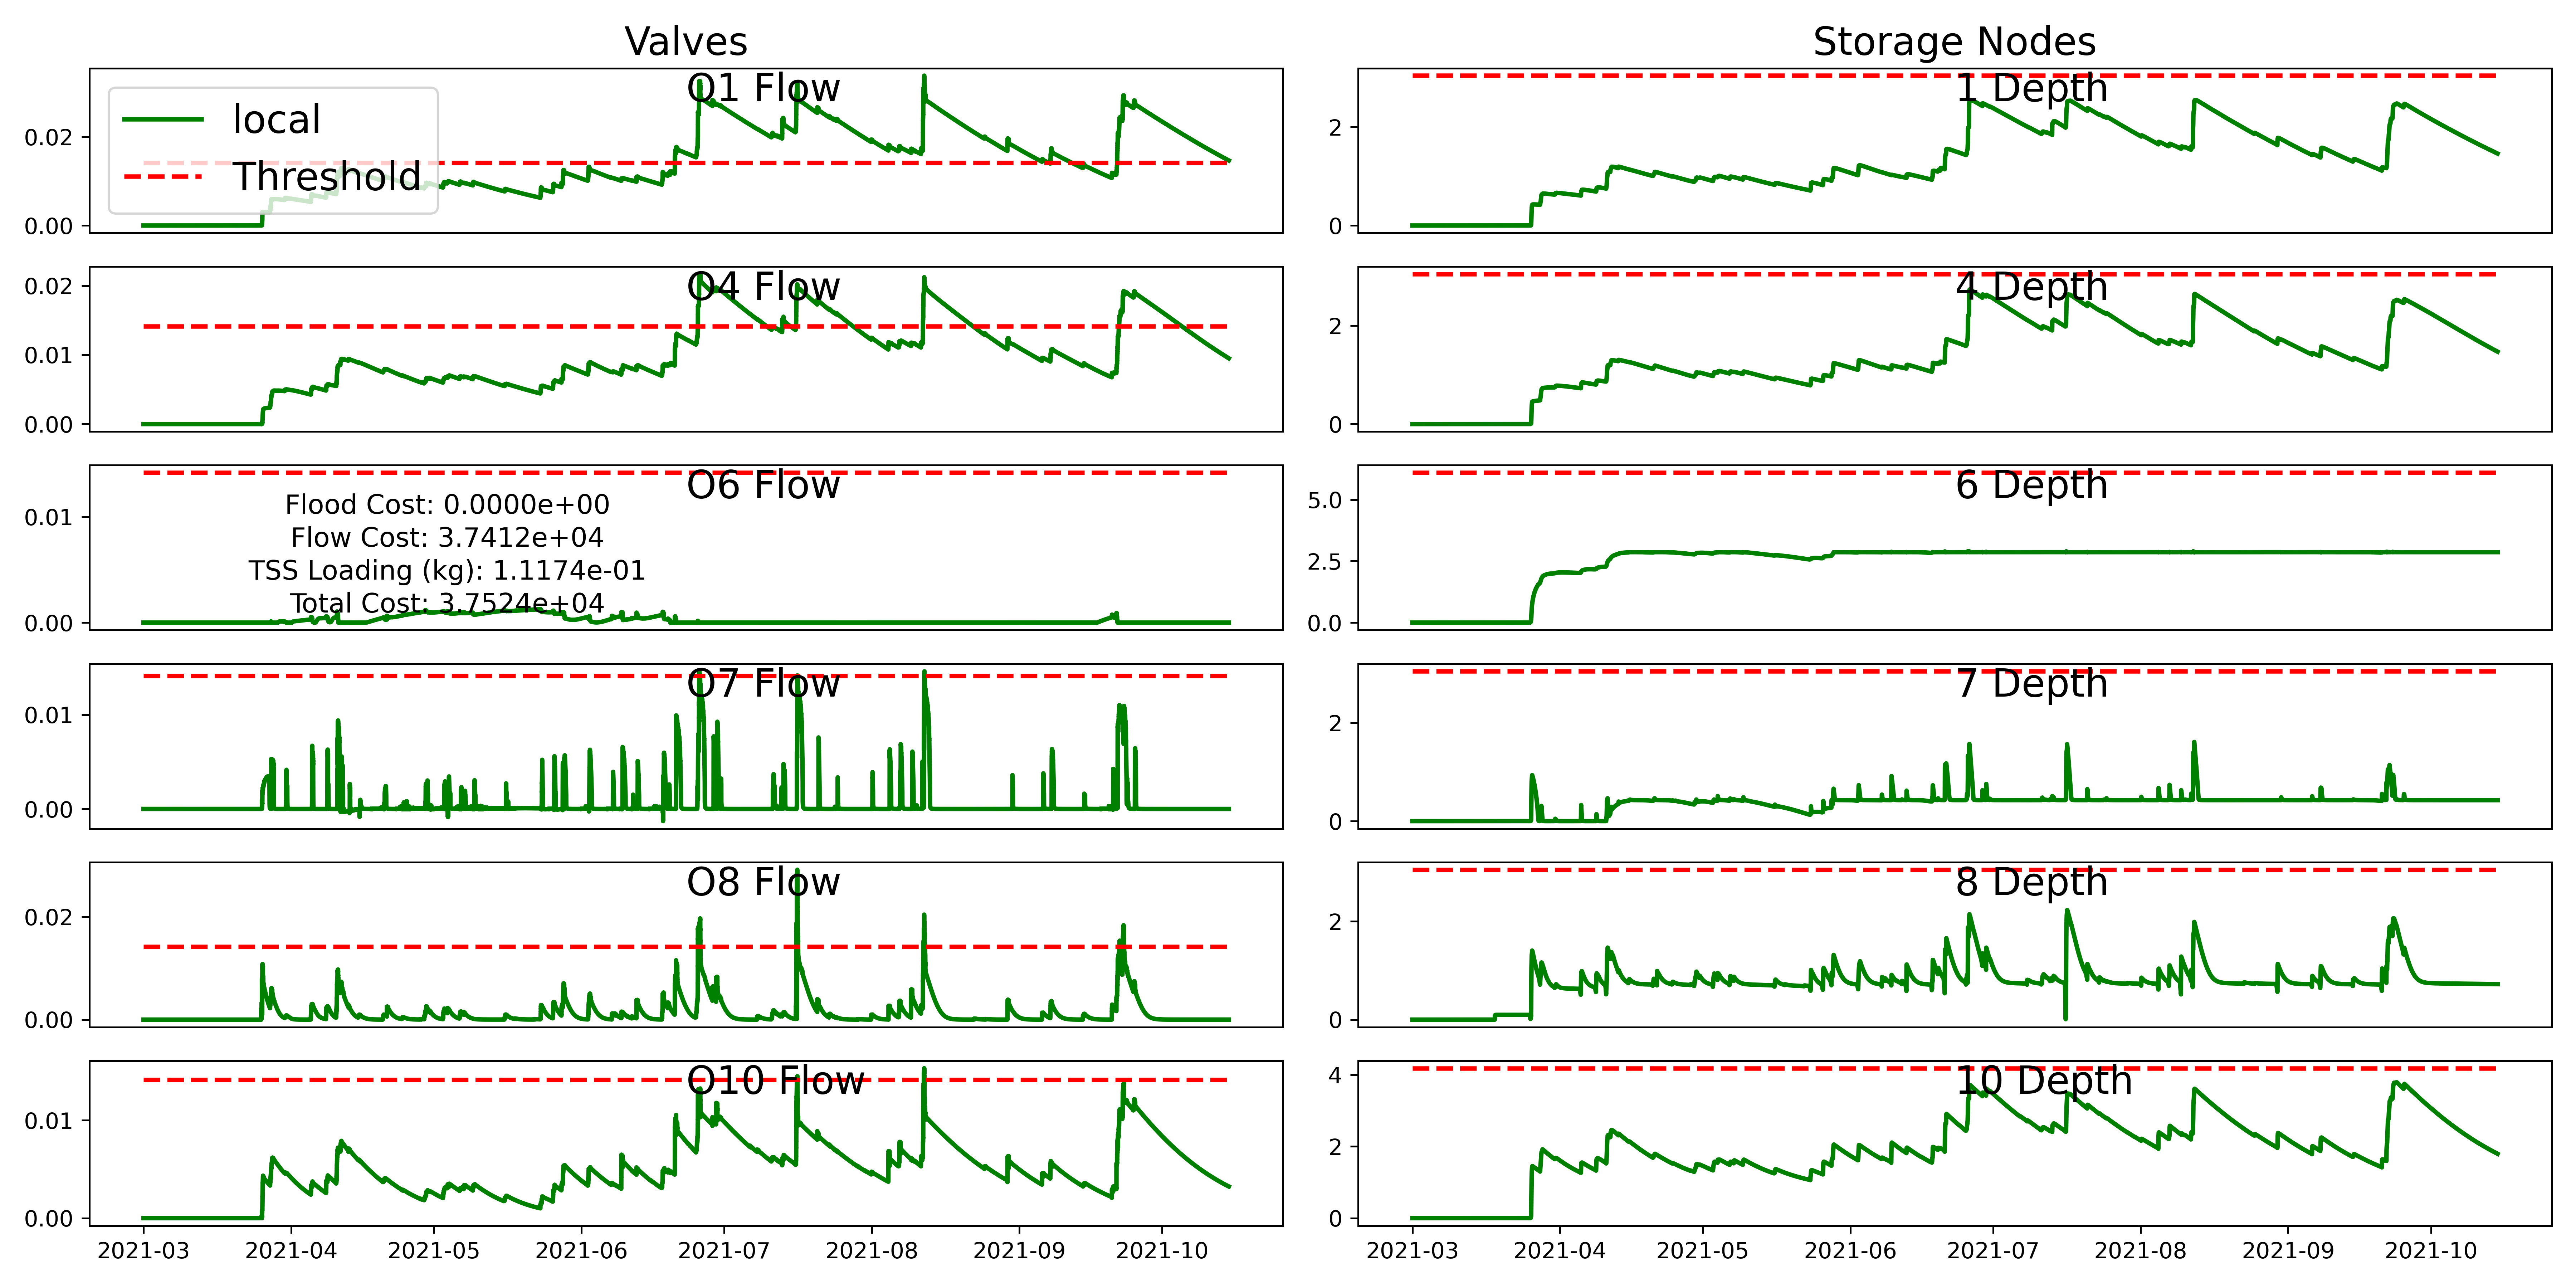 Valves
Storage Nodes
O1 Flow
local
Threshold
0.02
0.00
1 Depth
2
0
O4 Flow
0.02
0.01
0.00
4 Depth
2
0
O6 Flow
Flood Cost: 0.0000e+00
Flow Cost: 3.7412e+04
TSS Loading (kg): 1.1174e-01
Total Cost: 3.7524e+04
0.01
0.00
6 Depth
5.0
2.5
0.0
O7 Flow
0.01
0.00
7 Depth
2
0
O8 Flow
0.02
0.00
8 Depth
2
0
O10 Flow
0.01
0.00
10 Depth
4
2
0
2021-03 2021-04 2021-05 2021-06 2021-07 2021-08 2021-09 2021-10
2021-03 2021-04 2021-05 2021-06 2021-07 2021-08 2021-09 2021-10